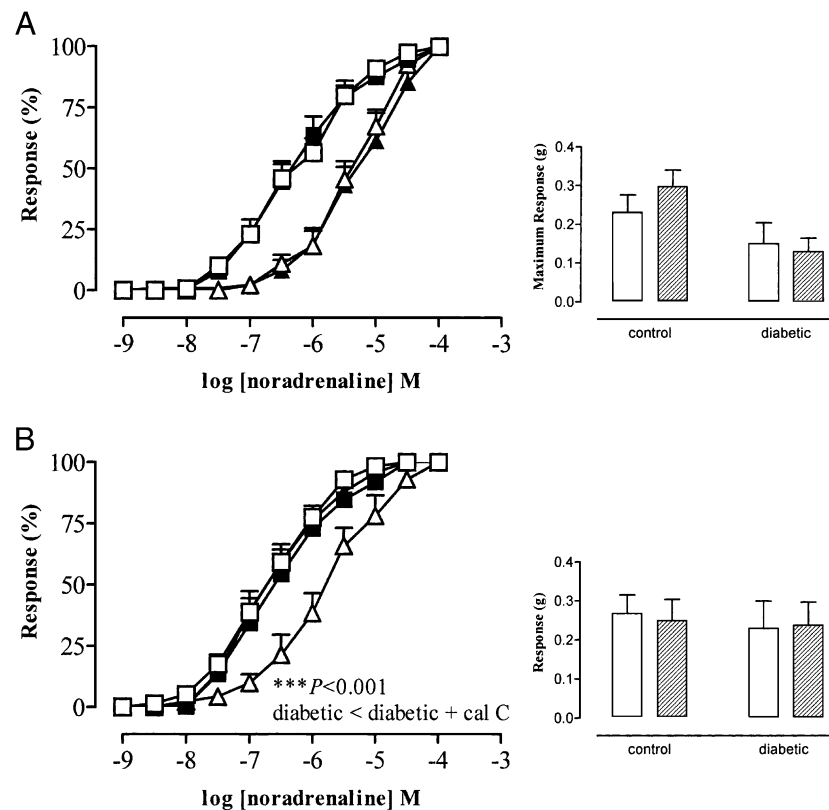 A
Response (%)
100
75
50
25
0
-9 -8 -7 -6 -5 -4 -3
log [noradrenaline] M
Maximum Response (g)
0.4
0.3
0.2
0.1
0.0
control diabetic
B
Response (%)
100
75
50
25
0
***P<0.001
diabetic < diabetic + cal C
-9 -8 -7 -6 -5 -4 -3
log [noradrenaline] M
Response (g)
0.4
0.3
0.2
0.1
0.0
control diabetic